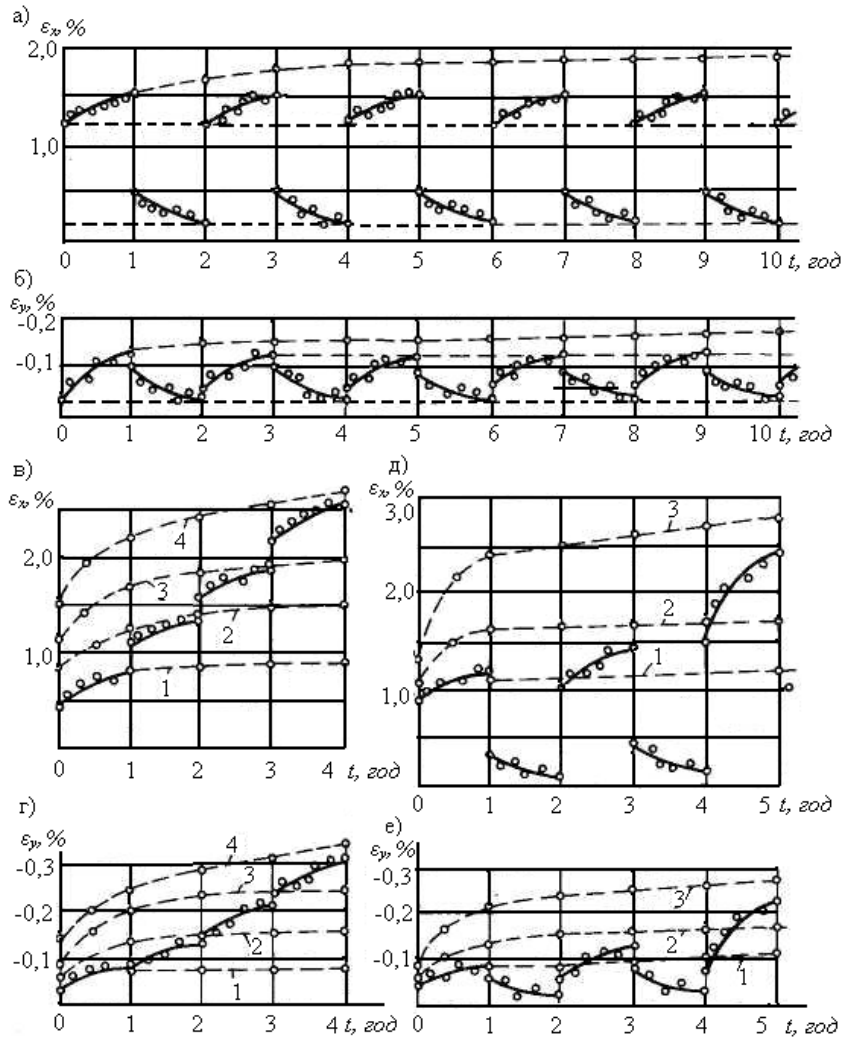 а)
εₓ, %
2,0
1,0
0 1 2 3 4 5 6 7 8 9 10 t, год
б)
εᵧ, %
-0,2
-0,1
0 1 2 3 4 5 6 7 8 9 10 t, год
в)
εₓ, %
2,0
1,0
4
3
2
1
0 1 2 3 4 t, год
д)
εₓ, %
3,0
2,0
1,0
3
2
1
0 1 2 3 4 5 t, год
г)
εᵧ, %
-0,3
-0,2
-0,1
4
3
2
1
0 1 2 3 4 t, год
е)
εᵧ, %
-0,3
-0,2
-0,1
3
2
1
0 1 2 3 4 5 t, год